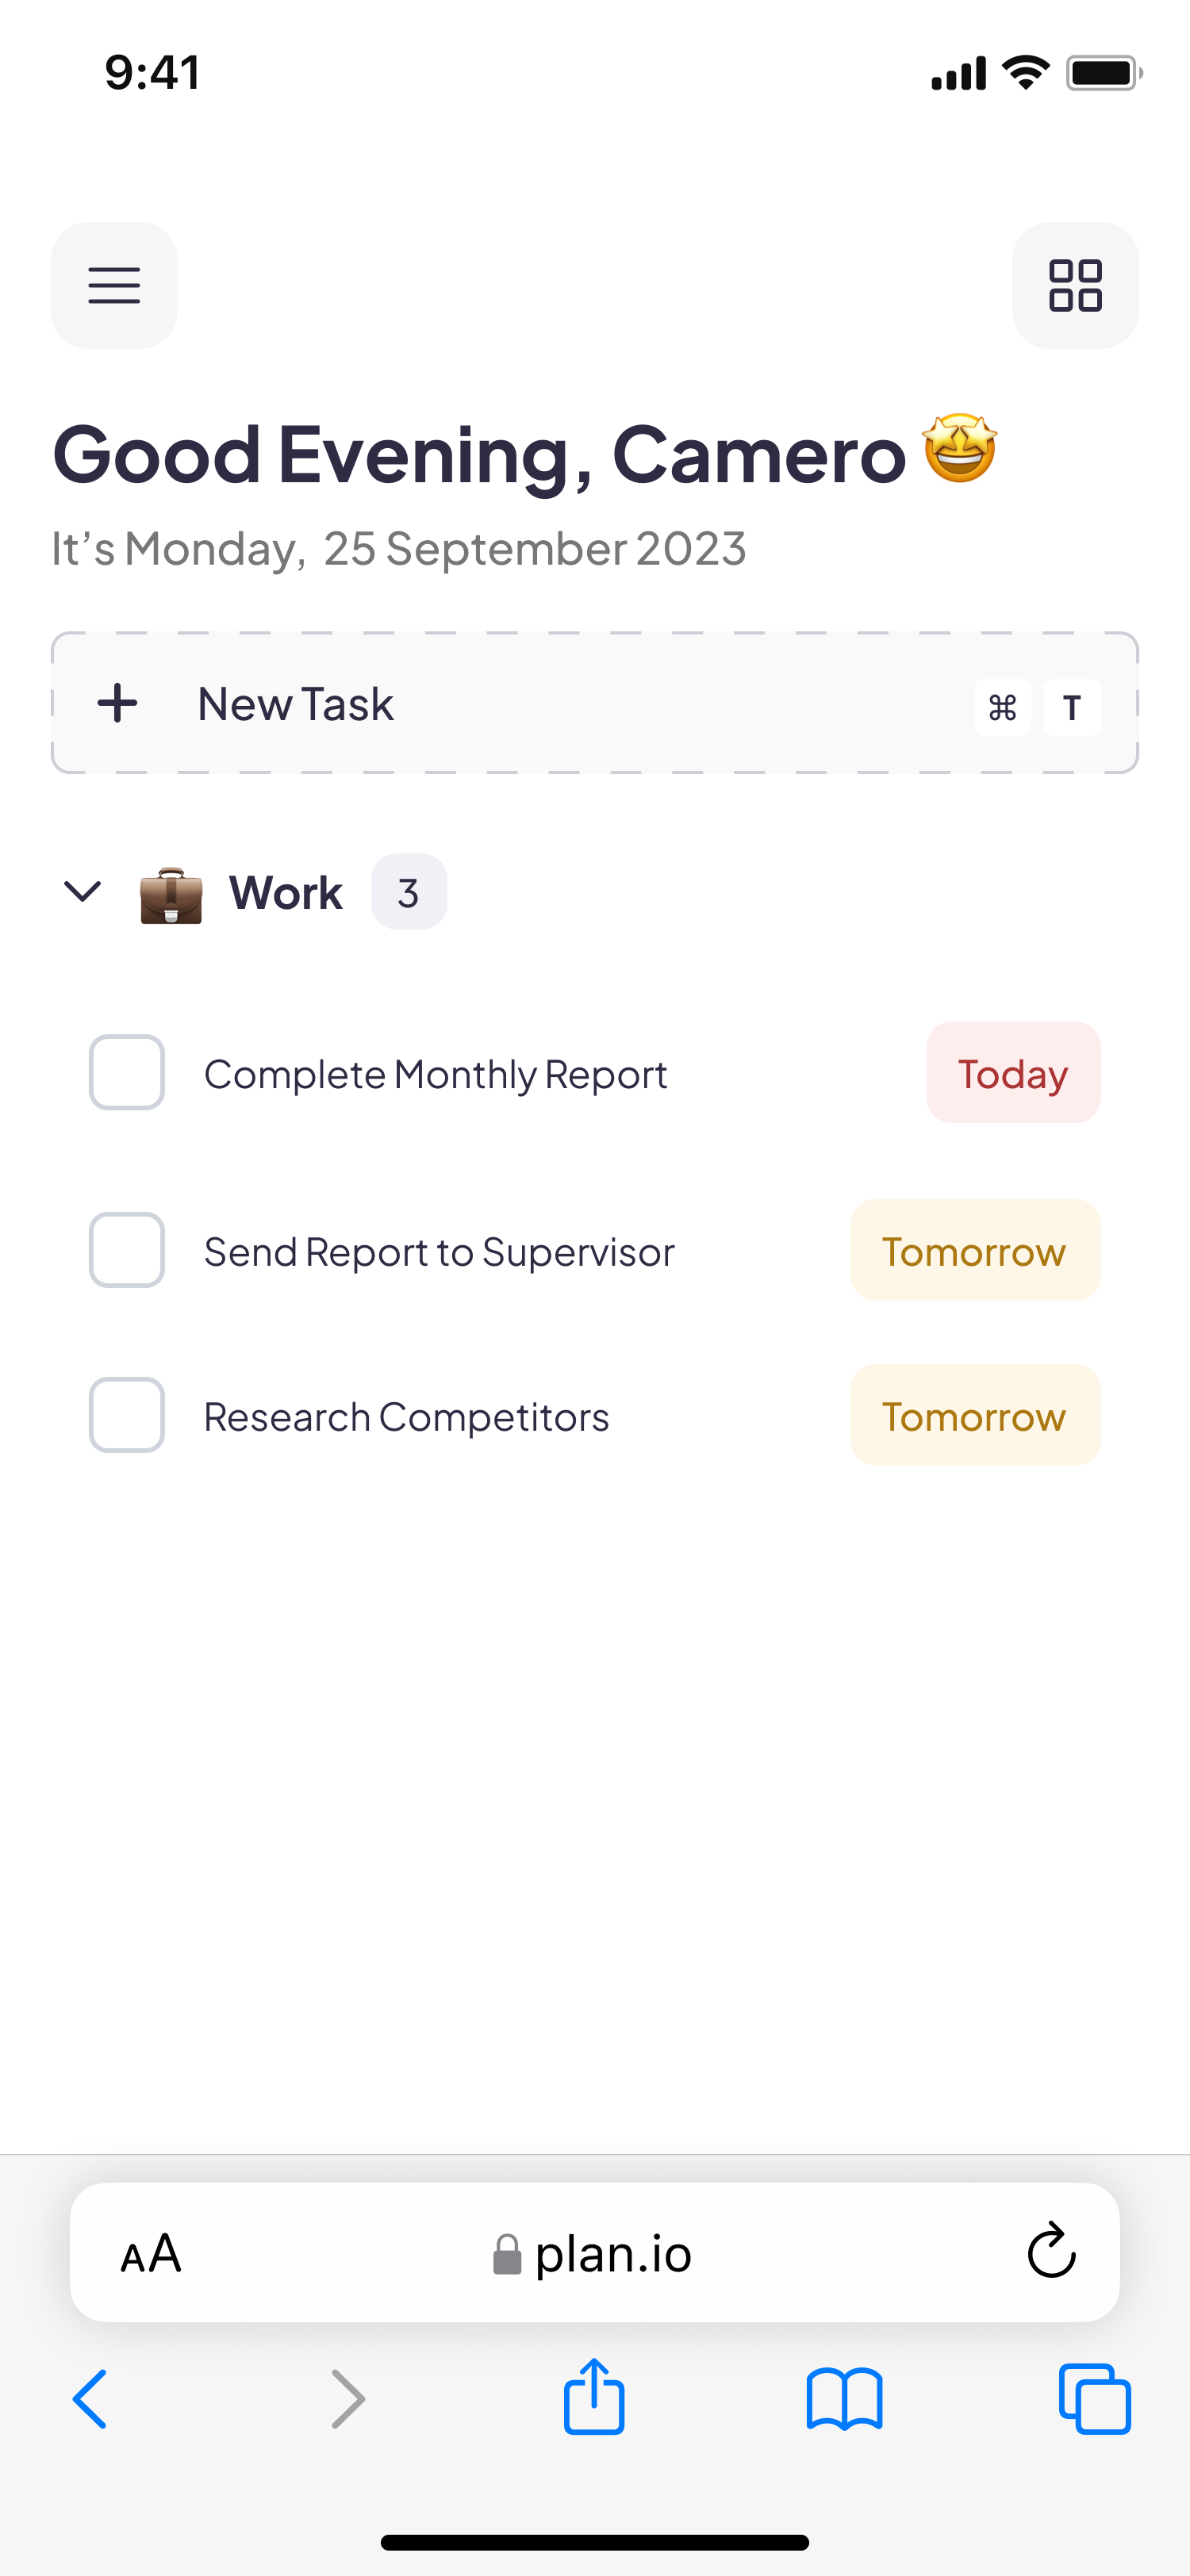 9:41
Good Evening, Camero 🤩
It’s Monday, 25 September 2023
New Task ⌘ T
Work 3
Complete Monthly Report Today
Send Report to Supervisor Tomorrow
Research Competitors Tomorrow
AA plan.io